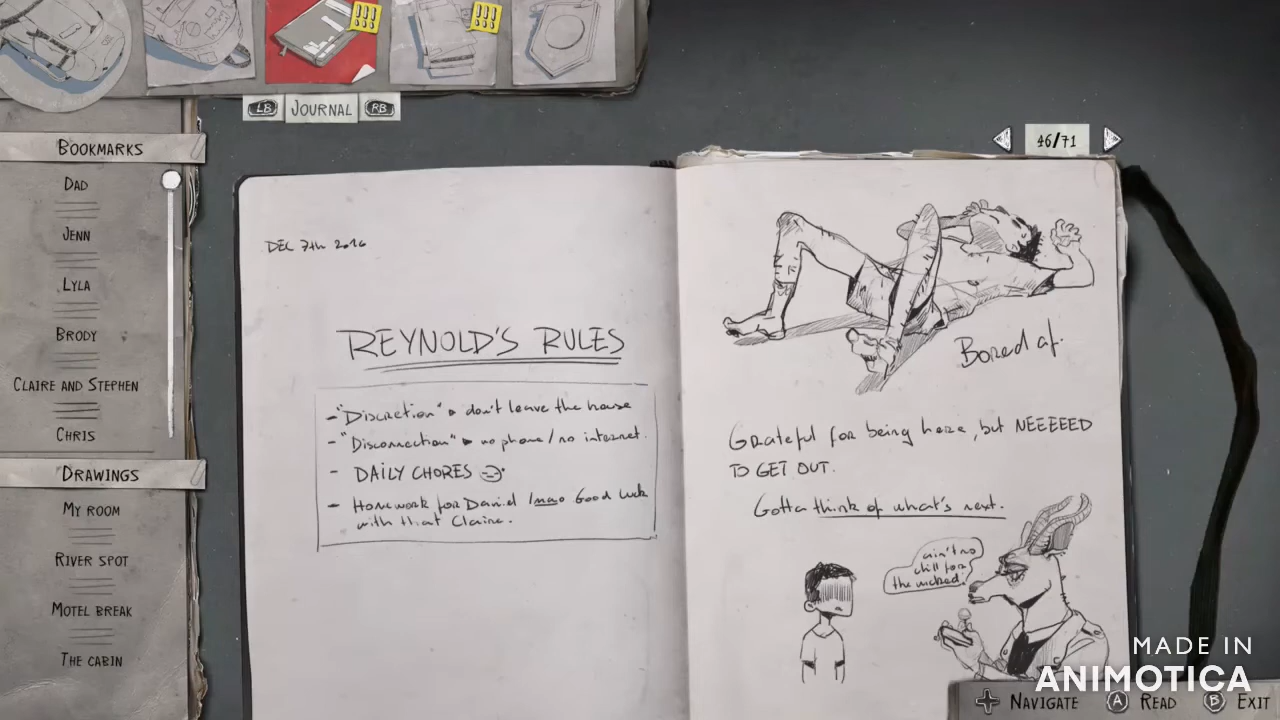 LB JOURNAL RB
BOOKMARKS
DAD
JENN
LYLA
BRODY
CLAIRE AND STEPHEN
CHRIS
DRAWINGS
MY ROOM
RIVER SPOT
MOTEL BREAK
THE CABIN
46/71
DEC 7th 2016
REYNOLD'S RULES
- "Discretion" don't leave the house
- "Disconnection" no phone/no internet.
- DAILY CHORES
- Homework for Daniel lmao Good luck
with that Claire.
Bored af.
Grateful for being here, but NEEEEED
TO GET OUT.
Gotta think of what's next.
ain't no
chill for
the wicked.
MADE IN
ANIMOTICA
NAVIGATE A READ B EXIT